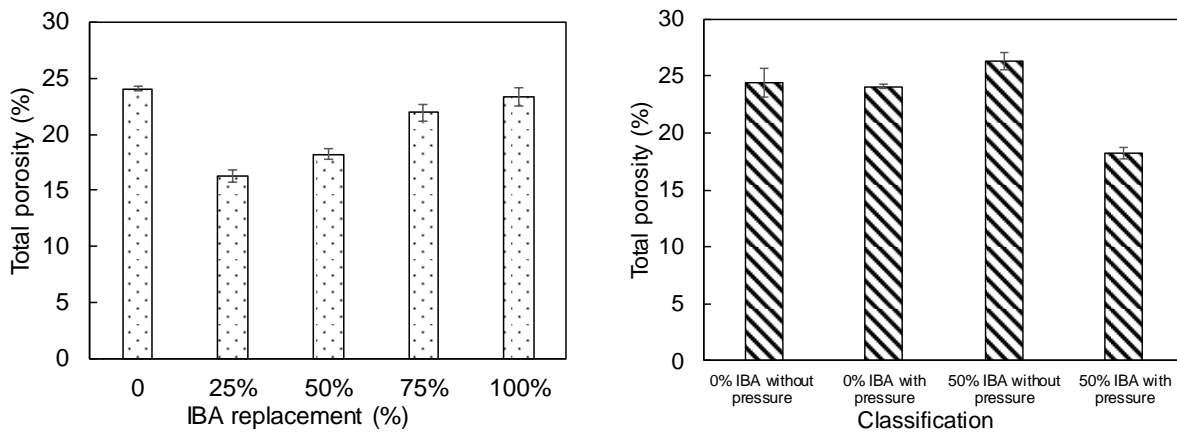 Total porosity (%)
30
25
20
15
10
5
0
0 25% 50% 75% 100%
IBA replacement (%)
Total porosity (%)
30
25
20
15
10
5
0
0% IBA without pressure
0% IBA with pressure
50% IBA without pressure
50% IBA with pressure
Classification